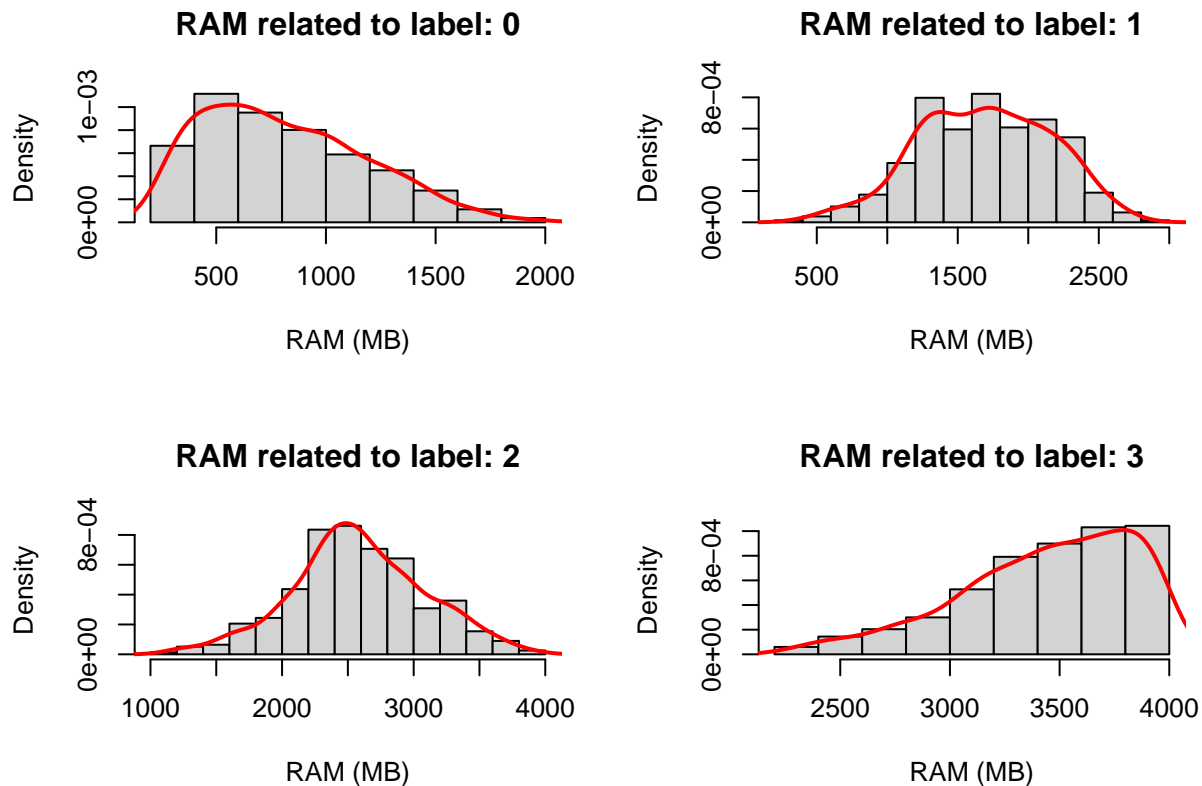 RAM related to label: 0
Density
0e+00
1e−03
500
1000
1500
2000
RAM (MB)
RAM related to label: 1
Density
0e+00
8e−04
500
1500
2500
RAM (MB)
RAM related to label: 2
Density
0e+00
8e−04
1000
2000
3000
4000
RAM (MB)
RAM related to label: 3
Density
0e+00
8e−04
2500
3000
3500
4000
RAM (MB)